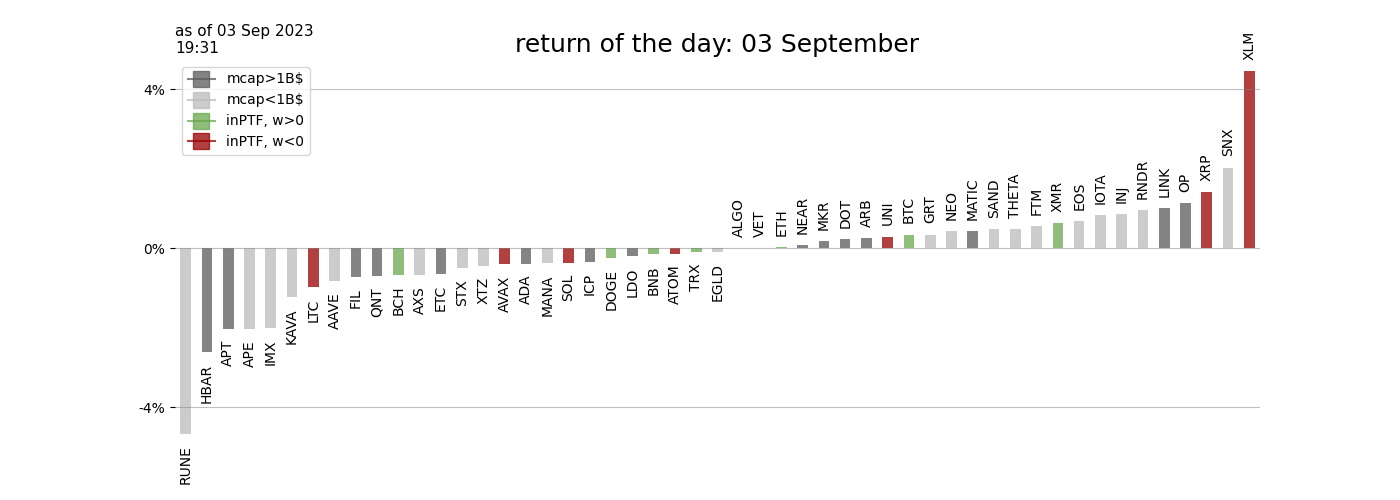 as of 03 Sep 2023
19:31
return of the day: 03 September
mcap>1B$
mcap<1B$
inPTF, w>0
inPTF, w<0
4%
0%
-4%
RUNE
HBAR
APT
APE
IMX
KAVA
LTC
AAVE
FIL
QNT
BCH
AXS
ETC
STX
XTZ
AVAX
ADA
MANA
SOL
ICP
DOGE
LDO
BNB
ATOM
TRX
EGLD
ALGO
VET
ETH
NEAR
MKR
DOT
ARB
UNI
BTC
GRT
NEO
MATIC
SAND
THETA
FTM
XMR
EOS
IOTA
INJ
RNDR
LINK
OP
XRP
SNX
XLM